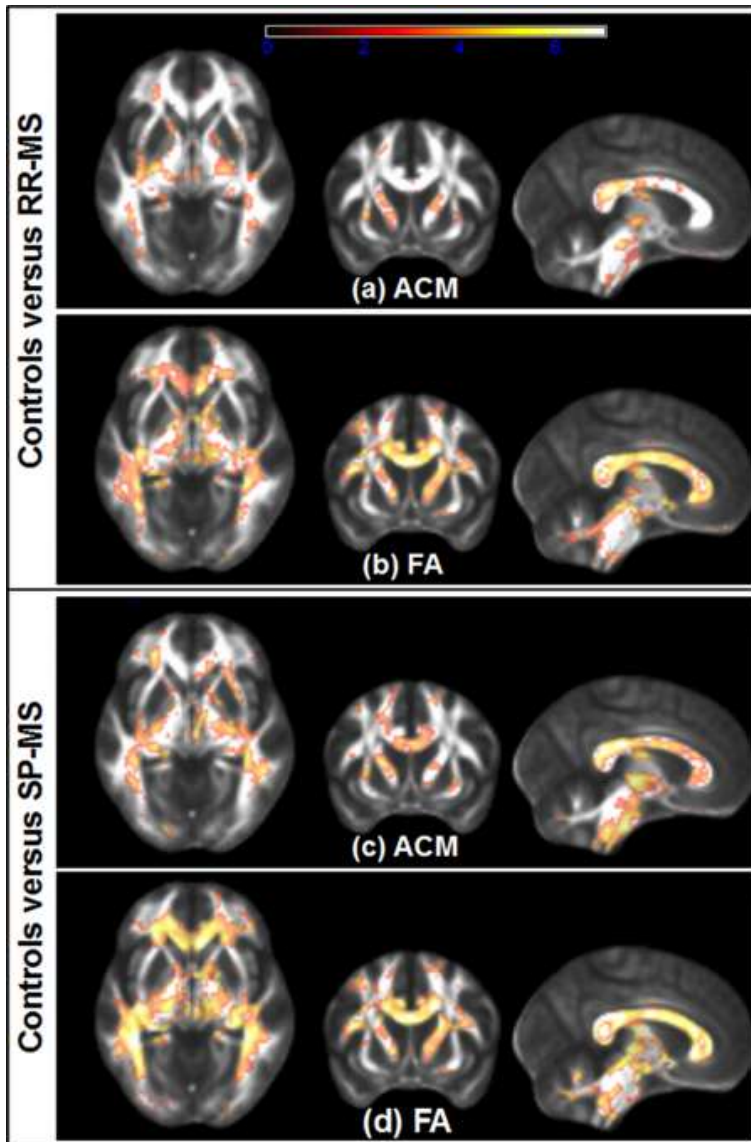 0 2 4 6
Controls versus RR-MS
(a) ACM
(b) FA
Controls versus SP-MS
(c) ACM
(d) FA